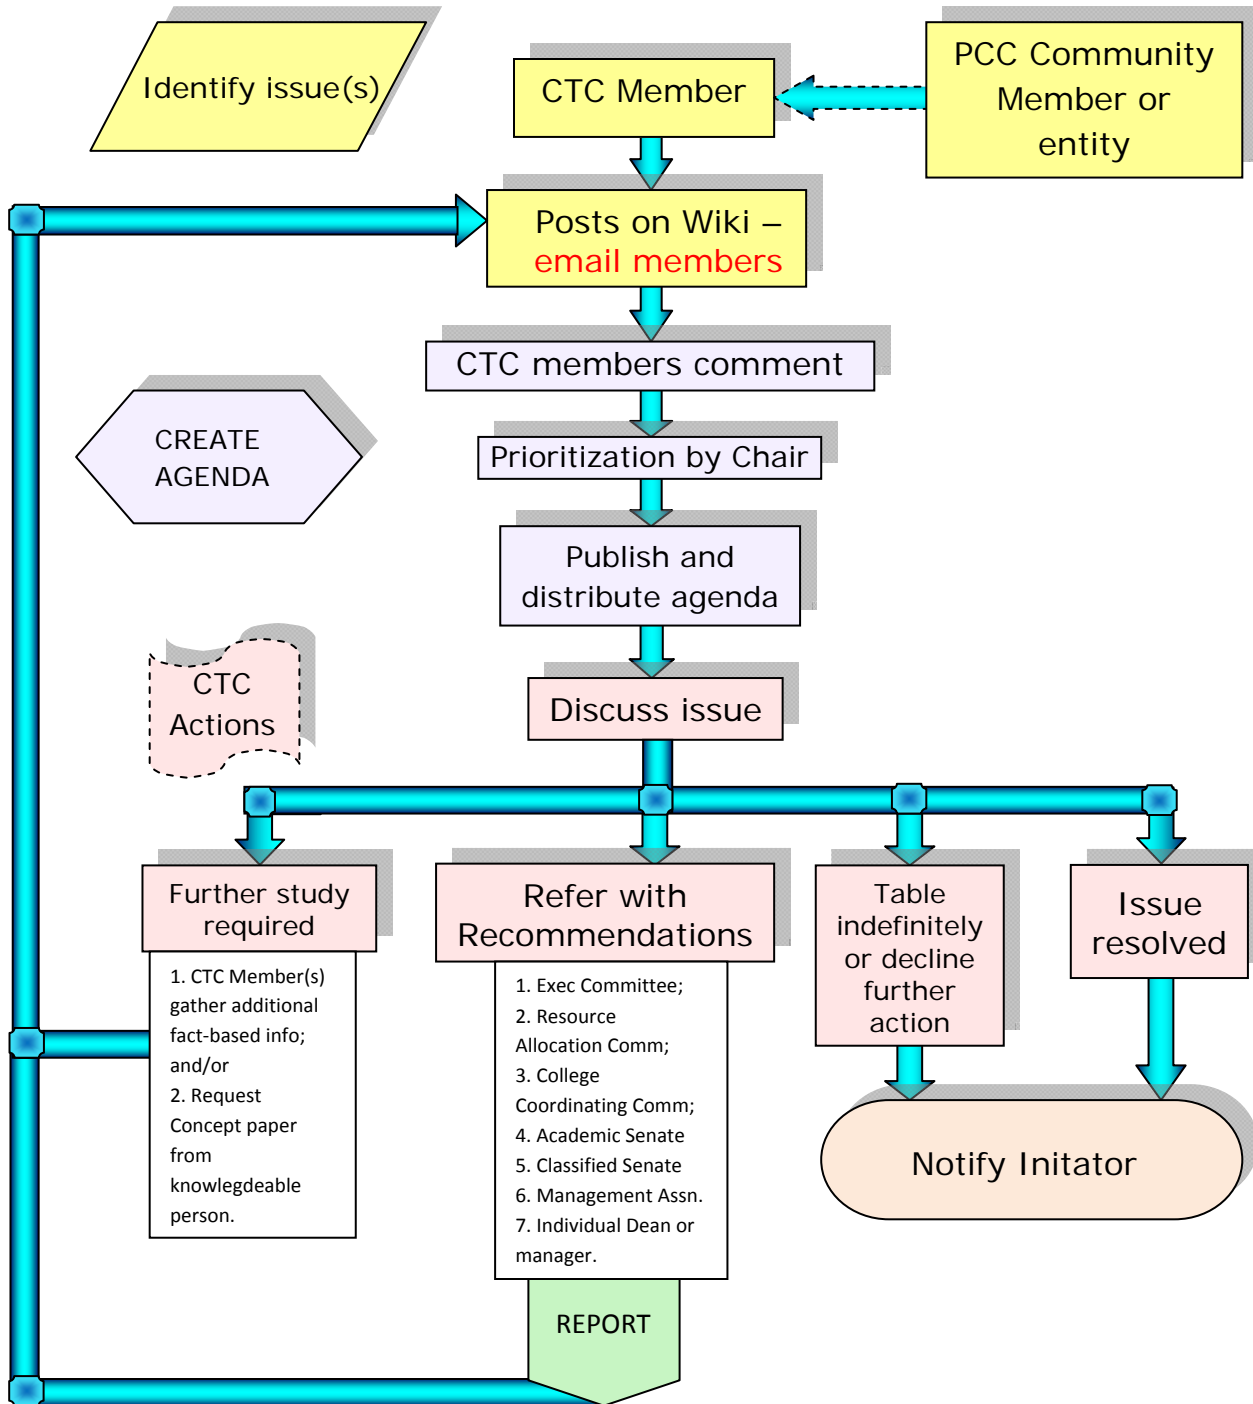 Identify issue(s)
CTC Member
PCC Community
Member or
entity
Posts on Wiki –
email members
CTC members comment
CREATE
AGENDA
Prioritization by Chair
Publish and
distribute agenda
CTC
Actions
Discuss issue
Further study
required
1. CTC Member(s)
gather additional
fact-based info;
and/or
2. Request
Concept paper
from
knowlegdeable
person.
Refer with
Recommendations
1. Exec Committee;
2. Resource
Allocation Comm;
3. College
Coordinating Comm;
4. Academic Senate
5. Classified Senate
6. Management Assn.
7. Individual Dean or
manager.
REPORT
Table
indefinitely
or decline
further
action
Issue
resolved
Notify Initator